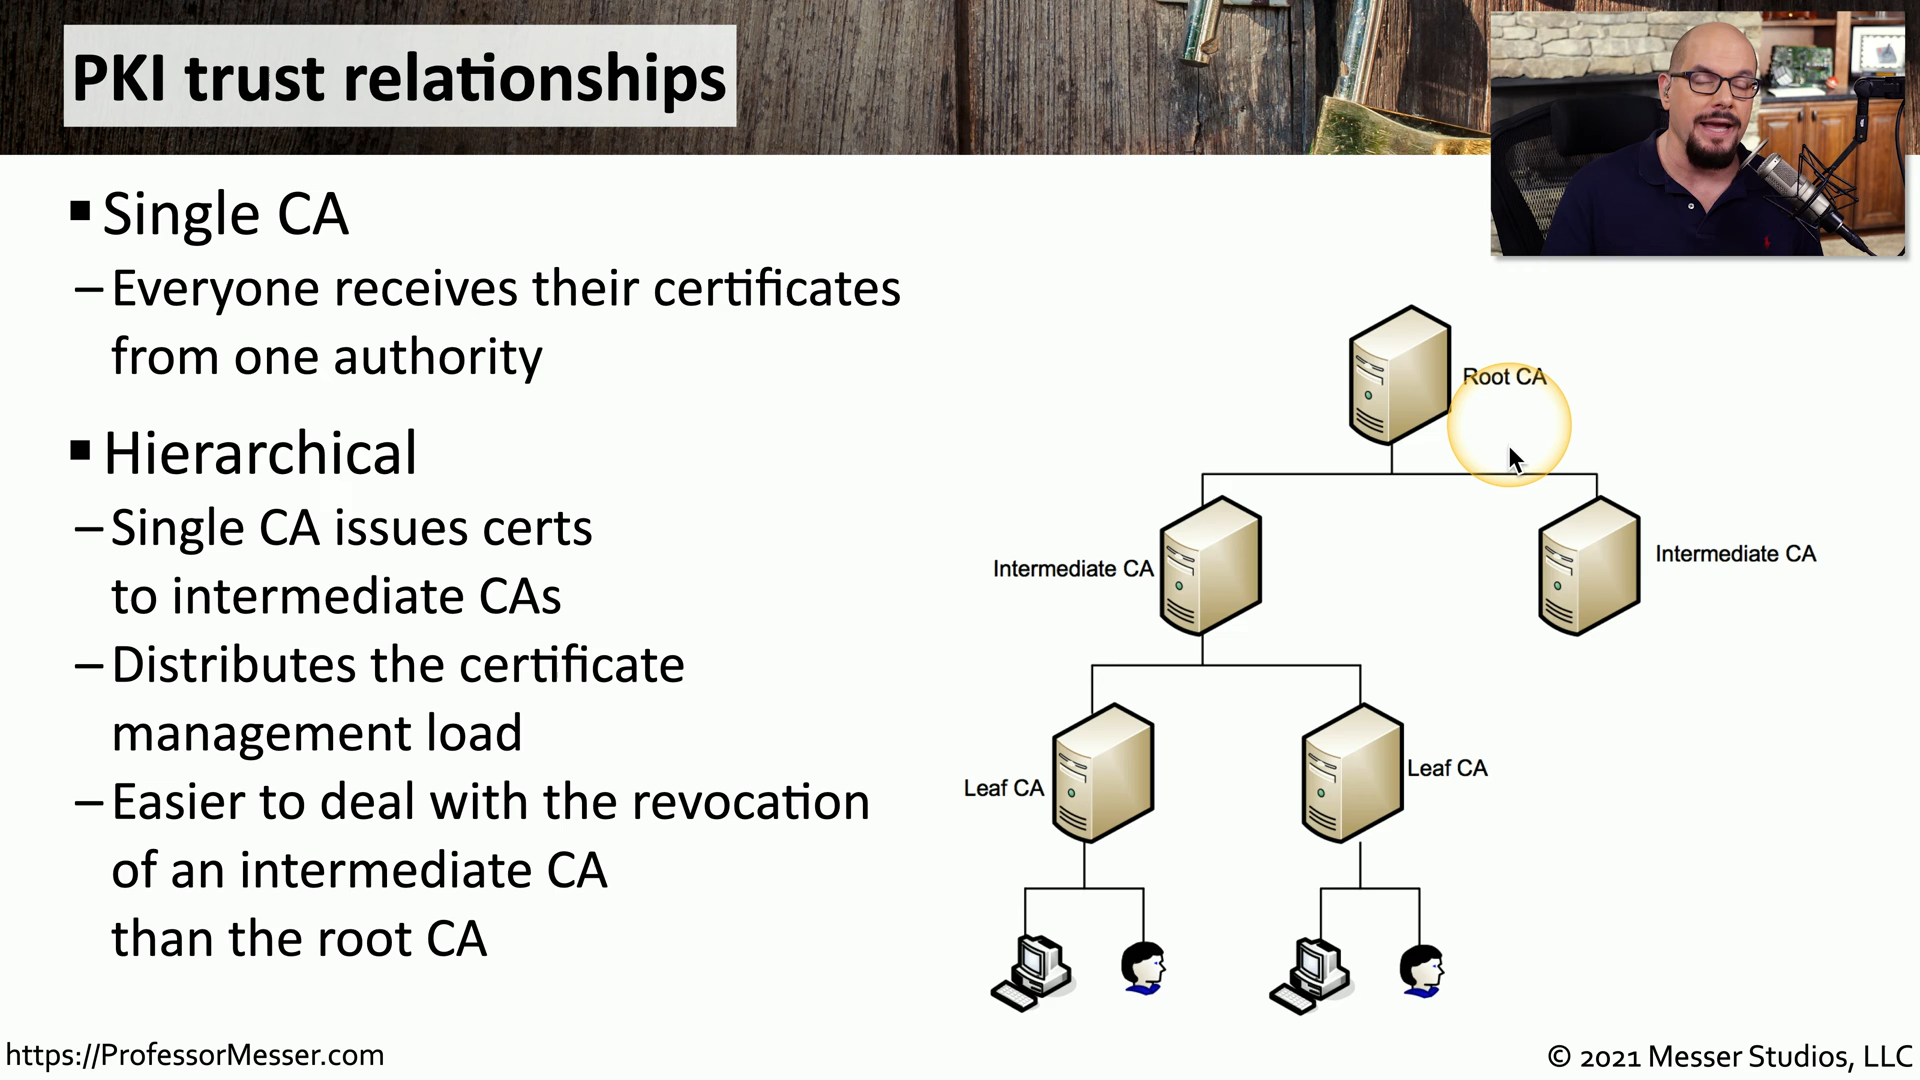 PKI trust relationships
▪ Single CA
– Everyone receives their certificates
from one authority
▪ Hierarchical
– Single CA issues certs
to intermediate CAs
– Distributes the certificate
management load
– Easier to deal with the revocation
of an intermediate CA
than the root CA
Root CA
Intermediate CA
Intermediate CA
Leaf CA
Leaf CA
https://ProfessorMesser.com
© 2021 Messer Studios, LLC